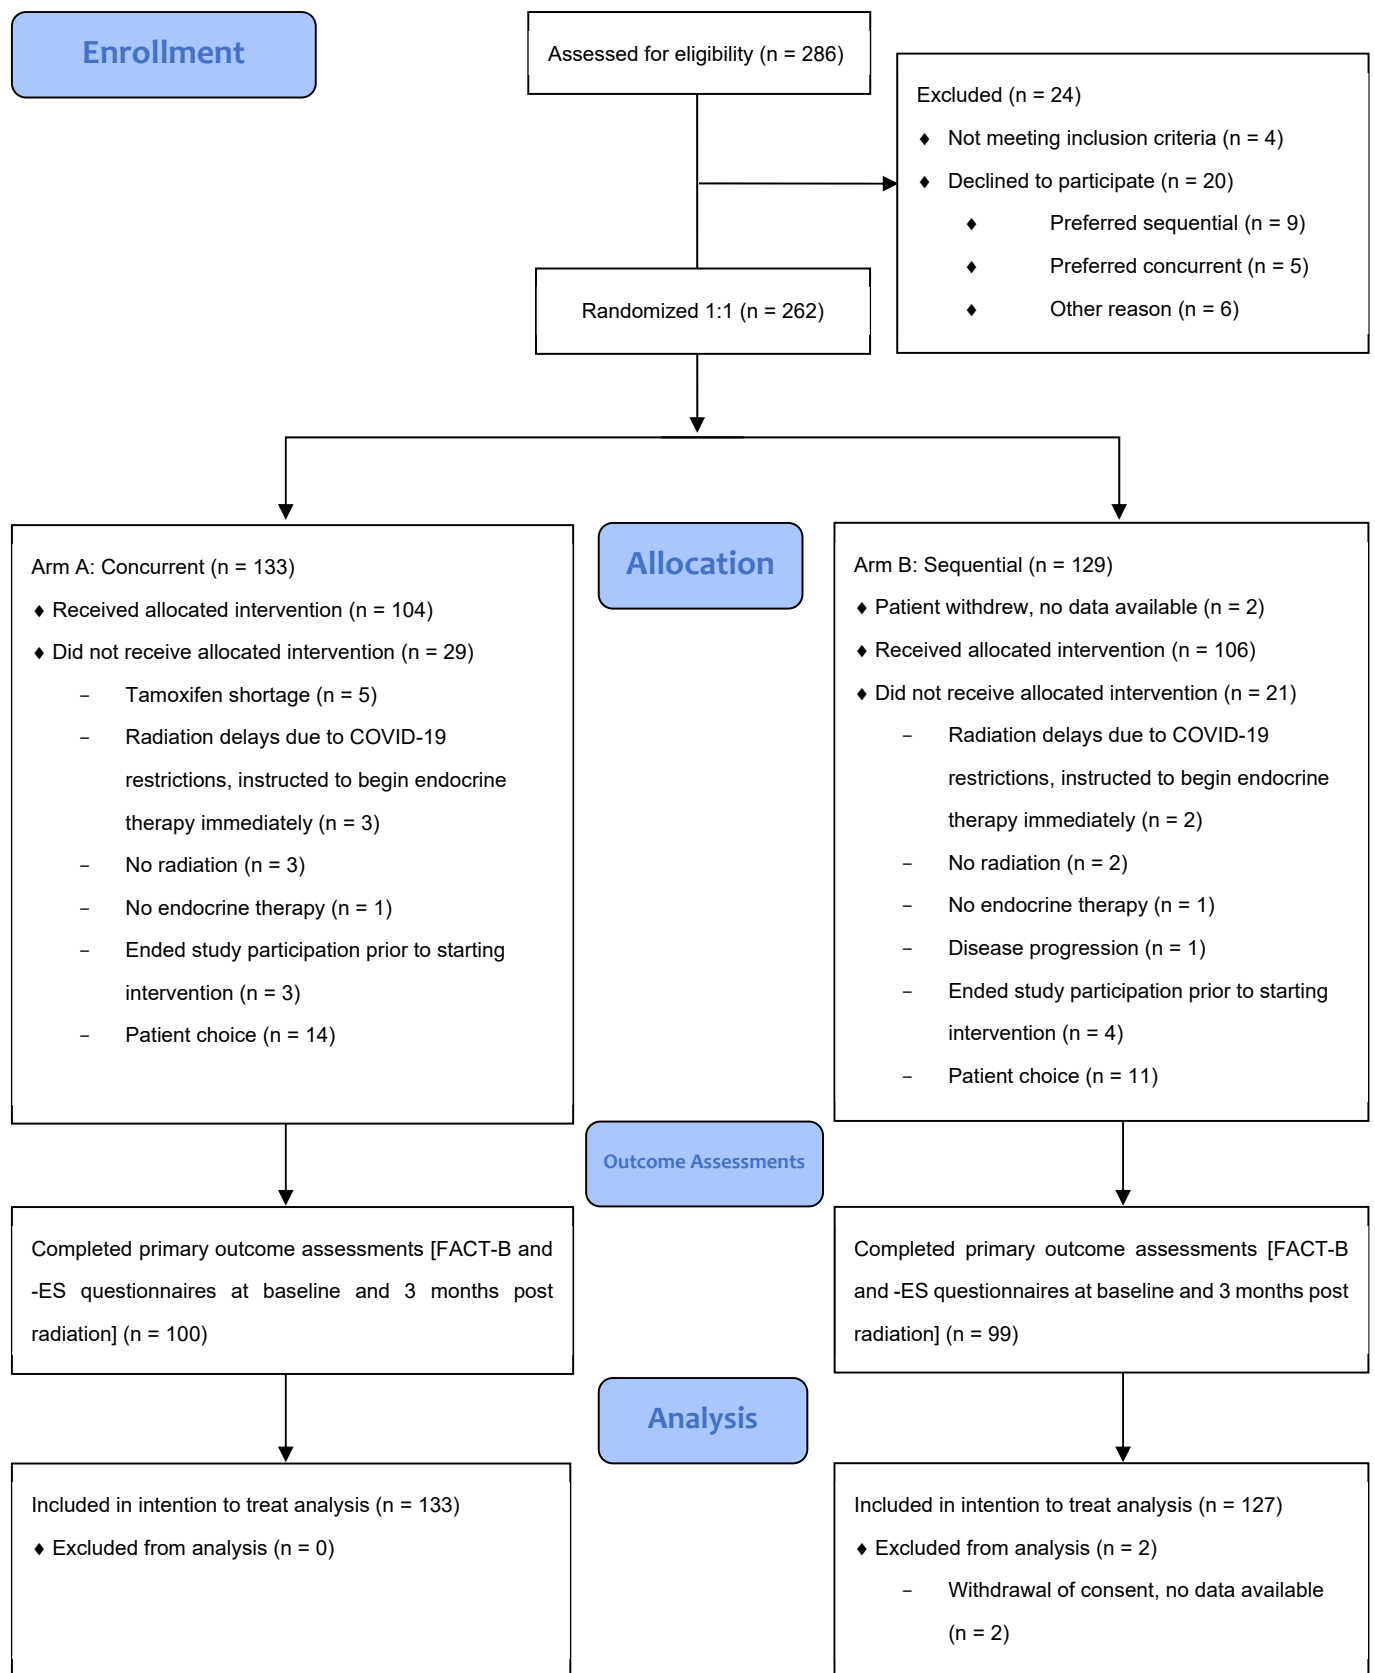 Enrollment
Assessed for eligibility (n = 286)
Excluded (n = 24)
♦ Not meeting inclusion criteria (n = 4)
♦ Declined to participate (n = 20)
♦ Preferred sequential (n = 9)
♦ Preferred concurrent (n = 5)
♦ Other reason (n = 6)
Randomized 1:1 (n = 262)
Allocation
Arm A: Concurrent (n = 133)
♦ Received allocated intervention (n = 104)
♦ Did not receive allocated intervention (n = 29)
− Tamoxifen shortage (n = 5)
− Radiation delays due to COVID-19
restrictions, instructed to begin endocrine
therapy immediately (n = 3)
− No radiation (n = 3)
− No endocrine therapy (n = 1)
− Ended study participation prior to starting
intervention (n = 3)
− Patient choice (n = 14)
Arm B: Sequential (n = 129)
♦ Patient withdrew, no data available (n = 2)
♦ Received allocated intervention (n = 106)
♦ Did not receive allocated intervention (n = 21)
− Radiation delays due to COVID-19
restrictions, instructed to begin endocrine
therapy immediately (n = 2)
− No radiation (n = 2)
− No endocrine therapy (n = 1)
− Disease progression (n = 1)
− Ended study participation prior to starting
intervention (n = 4)
− Patient choice (n = 11)
Outcome Assessments
Completed primary outcome assessments [FACT-B and
-ES questionnaires at baseline and 3 months post
radiation] (n = 100)
Completed primary outcome assessments [FACT-B
and -ES questionnaires at baseline and 3 months post
radiation] (n = 99)
Analysis
Included in intention to treat analysis (n = 133)
♦ Excluded from analysis (n = 0)
Included in intention to treat analysis (n = 127)
♦ Excluded from analysis (n = 2)
− Withdrawal of consent, no data available
(n = 2)